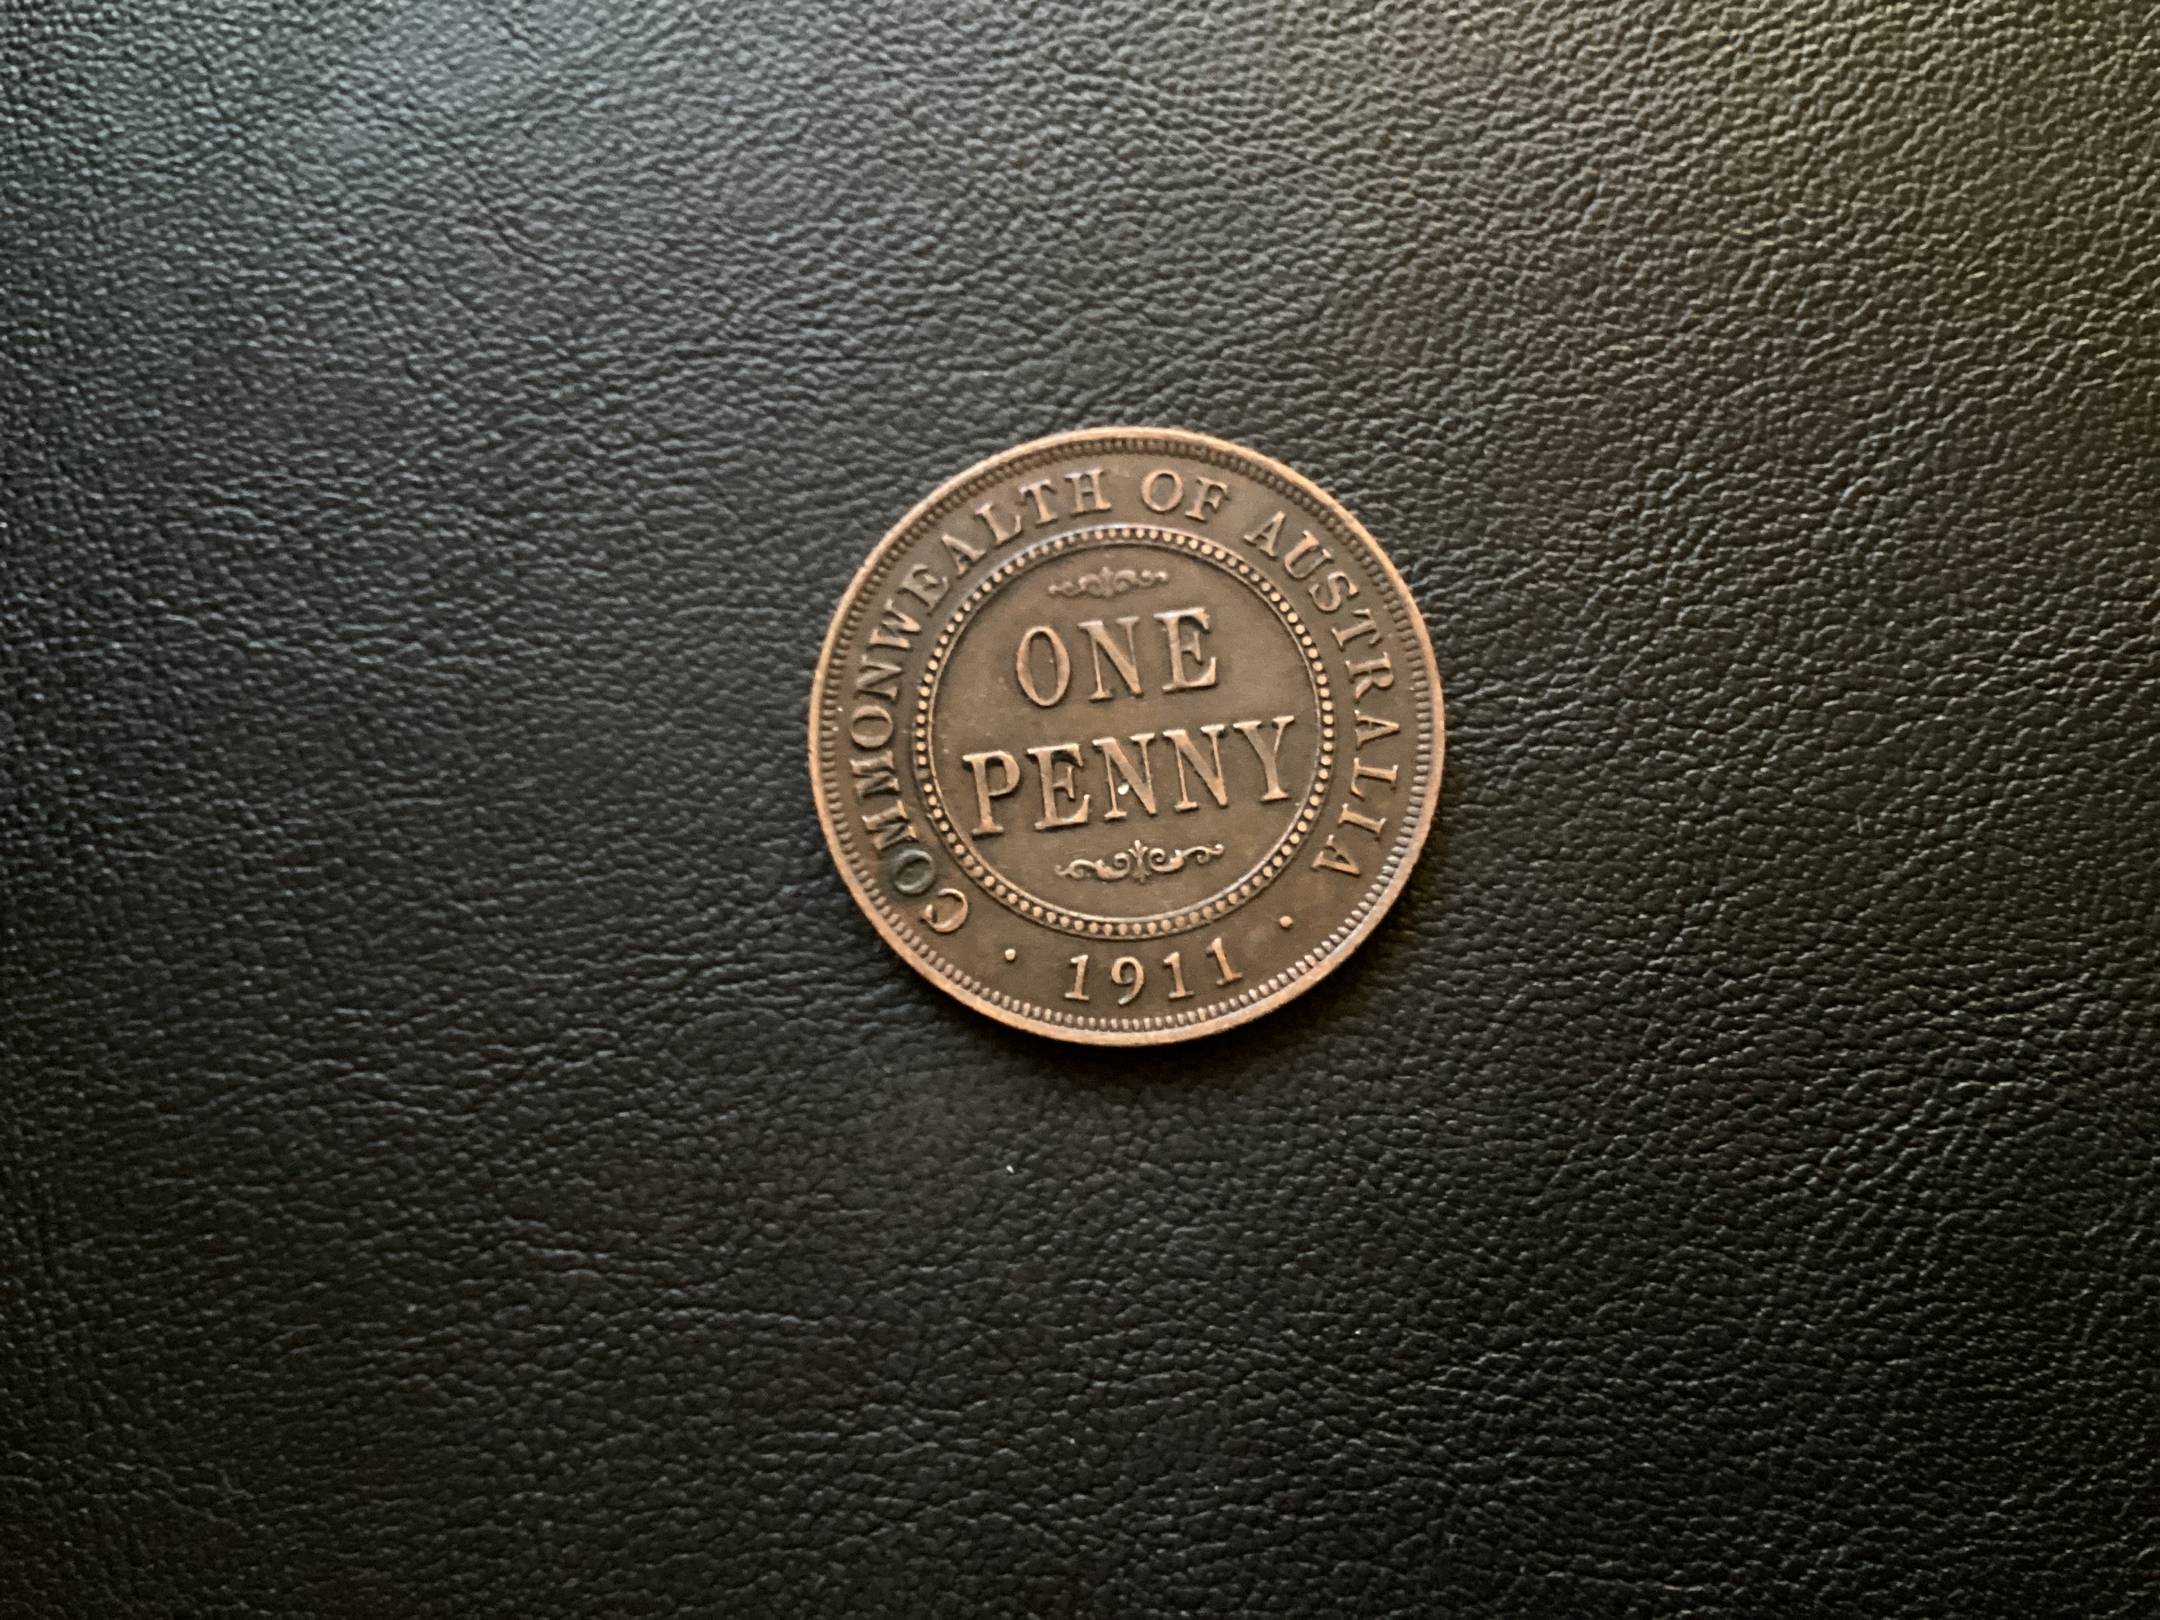 COMMONWEALTH OF AUSTRALIA
ONE
PENNY
· 1911 ·